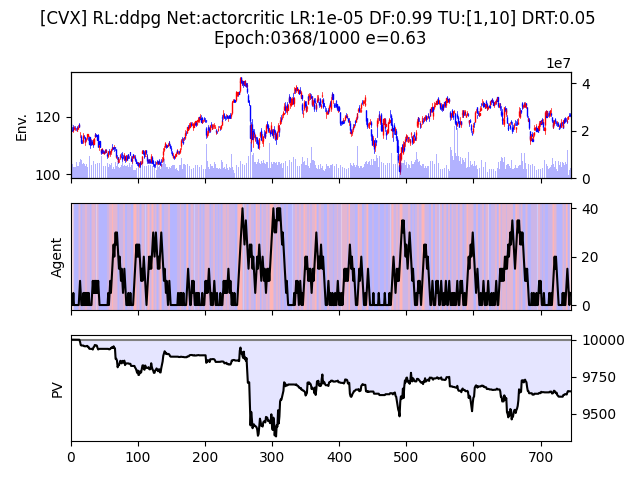 [CVX] RL:ddpg Net:actorcritic LR:1e-05 DF:0.99 TU:[1,10] DRT:0.05
Epoch:0368/1000 e=0.63
1e7
Env.
120
100
4
2
0
Agent
40
20
0
PV
10000
9750
9500
0 100 200 300 400 500 600 700